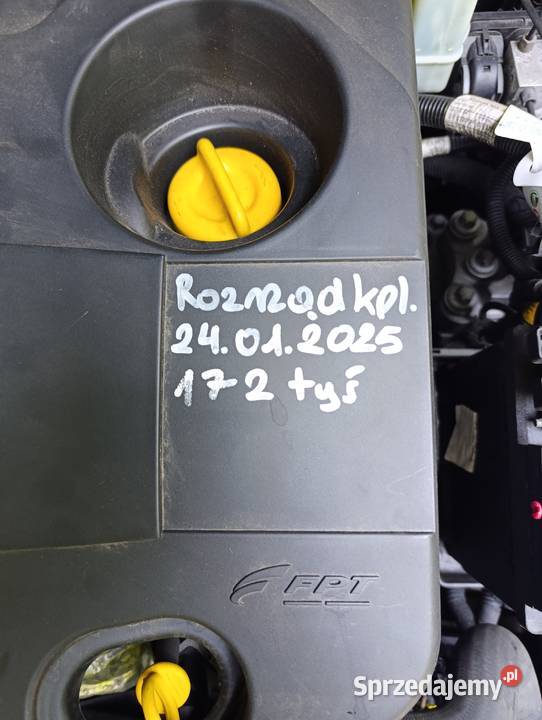 Rozrząd kpl.
24.01.2025
172 tyś
FPT
Sprzedajemy.pl